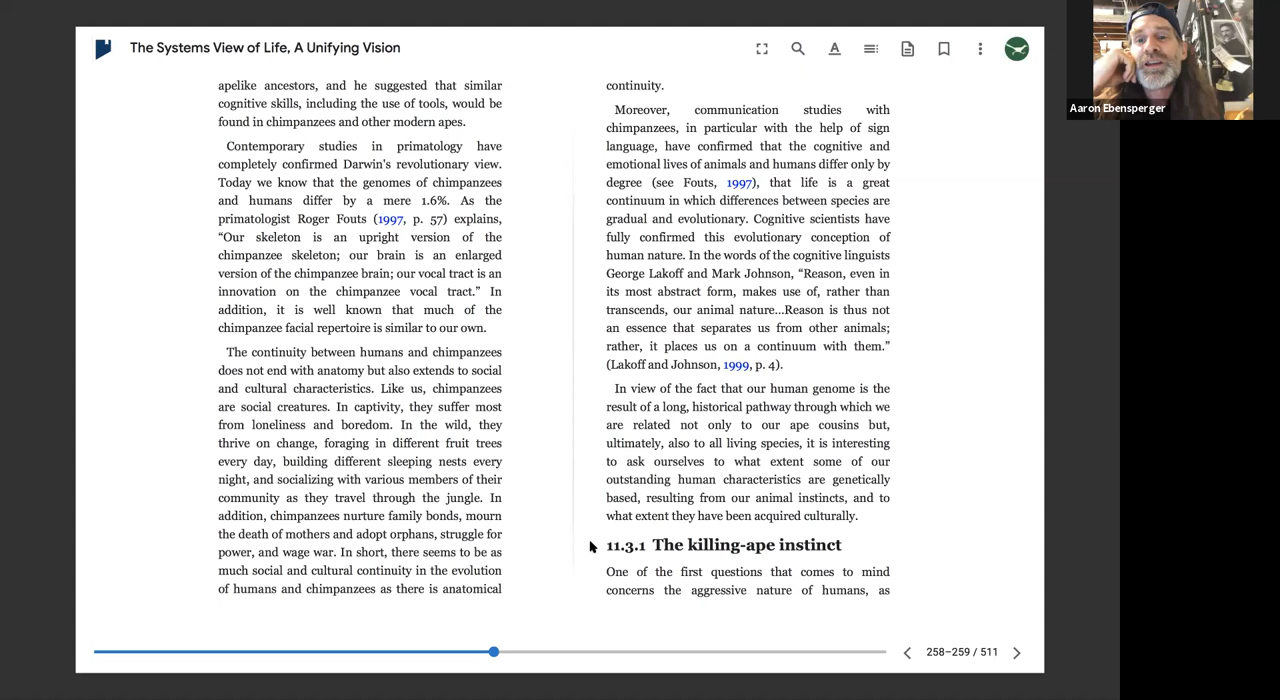 The Systems View of Life, A Unifying Vision
apelike ancestors, and he suggested that similar
cognitive skills, including the use of tools, would be
found in chimpanzees and other modern apes.
Contemporary studies in primatology have
completely confirmed Darwin's revolutionary view.
Today we know that the genomes of chimpanzees
and humans differ by a mere 1.6%. As the
primatologist Roger Fouts (1997, p. 57) explains,
“Our skeleton is an upright version of the
chimpanzee skeleton; our brain is an enlarged
version of the chimpanzee brain; our vocal tract is an
innovation on the chimpanzee vocal tract.” In
addition, it is well known that much of the
chimpanzee facial repertoire is similar to our own.
The continuity between humans and chimpanzees
does not end with anatomy but also extends to social
and cultural characteristics. Like us, chimpanzees
are social creatures. In captivity, they suffer most
from loneliness and boredom. In the wild, they
thrive on change, foraging in different fruit trees
every day, building different sleeping nests every
night, and socializing with various members of their
community as they travel through the jungle. In
addition, chimpanzees nurture family bonds, mourn
the death of mothers and adopt orphans, struggle for
power, and wage war. In short, there seems to be as
much social and cultural continuity in the evolution
of humans and chimpanzees as there is anatomical
continuity.
Moreover, communication studies with
chimpanzees, in particular with the help of sign
language, have confirmed that the cognitive and
emotional lives of animals and humans differ only by
degree (see Fouts, 1997), that life is a great
continuum in which differences between species are
gradual and evolutionary. Cognitive scientists have
fully confirmed this evolutionary conception of
human nature. In the words of the cognitive linguists
George Lakoff and Mark Johnson, “Reason, even in
its most abstract form, makes use of, rather than
transcends, our animal nature...Reason is thus not
an essence that separates us from other animals;
rather, it places us on a continuum with them.”
(Lakoff and Johnson, 1999, p. 4).
In view of the fact that our human genome is the
result of a long, historical pathway through which we
are related not only to our ape cousins but,
ultimately, also to all living species, it is interesting
to ask ourselves to what extent some of our
outstanding human characteristics are genetically
based, resulting from our animal instincts, and to
what extent they have been acquired culturally.
11.3.1 The killing-ape instinct
One of the first questions that comes to mind
concerns the aggressive nature of humans, as
258–259 / 511
Aaron Ebensperger